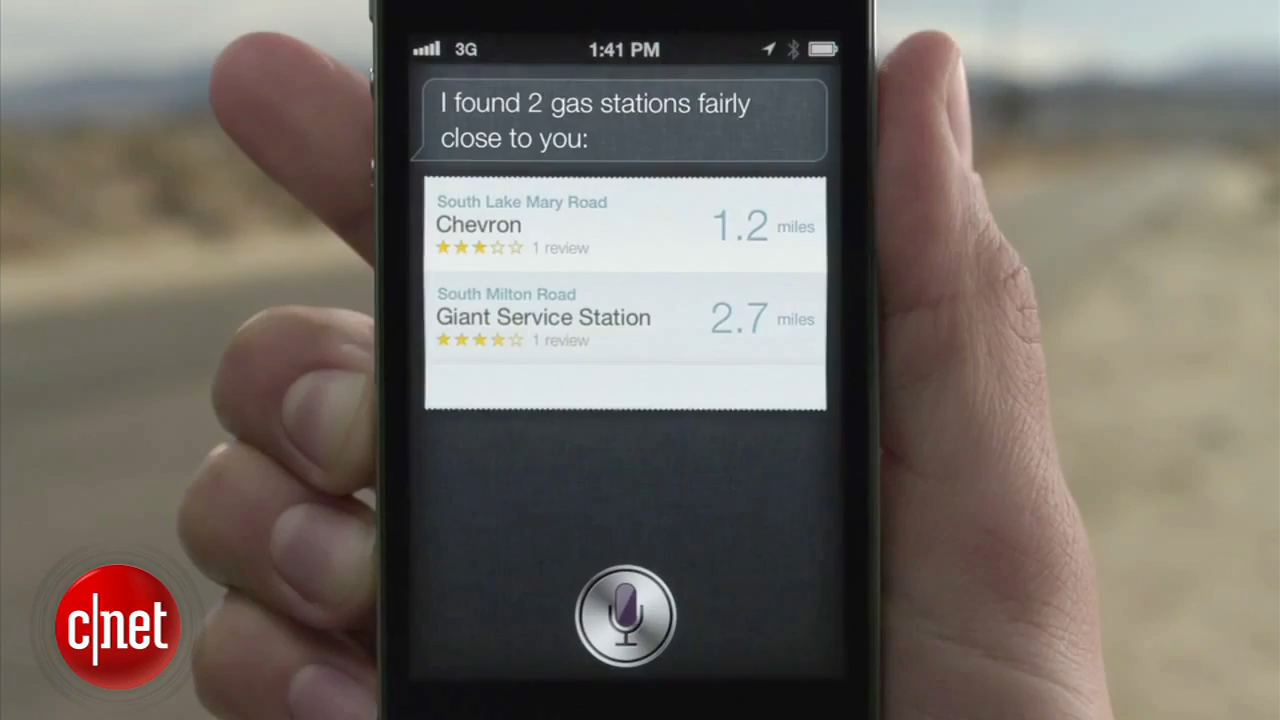 3G 1:41 PM
I found 2 gas stations fairly
close to you:
South Lake Mary Road
Chevron
1 review
1.2 miles
South Milton Road
Giant Service Station
1 review
2.7 miles
c|net